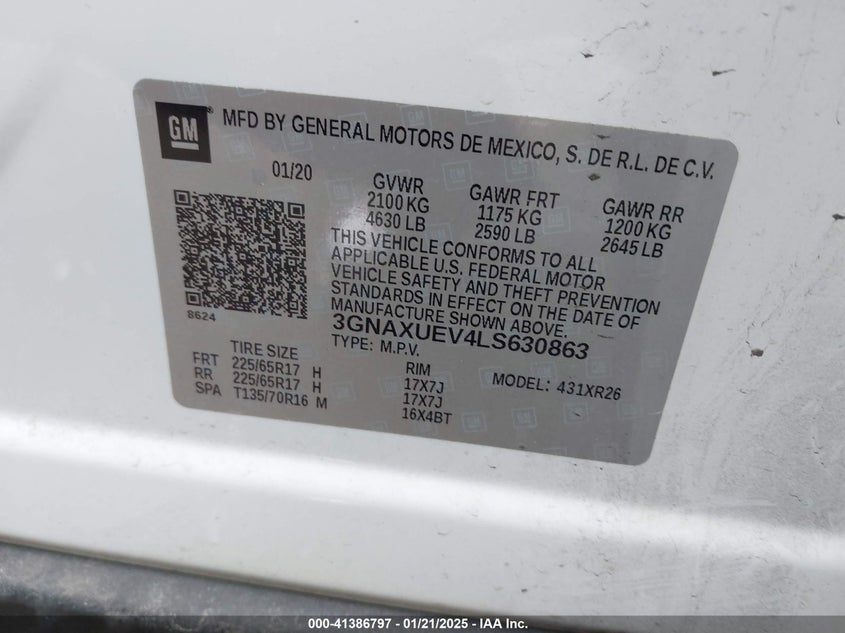 GM
MFD BY GENERAL MOTORS DE MEXICO, S. DE R.L. DE C.V.
01/20
GVWR
2100 KG
4630 LB
GAWR FRT
1175 KG
2590 LB
GAWR RR
1200 KG
2645 LB
THIS VEHICLE CONFORMS TO ALL
APPLICABLE U.S. FEDERAL MOTOR
VEHICLE SAFETY AND THEFT PREVENTION
STANDARDS IN EFFECT ON THE DATE OF
MANUFACTURE SHOWN ABOVE.
8624
3GNAXUEV4LS630863
TYPE: M.P.V.
MODEL: 431XR26
TIRE SIZE
RIM
FRT 225/65R17 H 17X7J
RR 225/65R17 H 17X7J
SPA T135/70R16 M 16X4BT
000-41386797 - 01/21/2025 - IAA Inc.